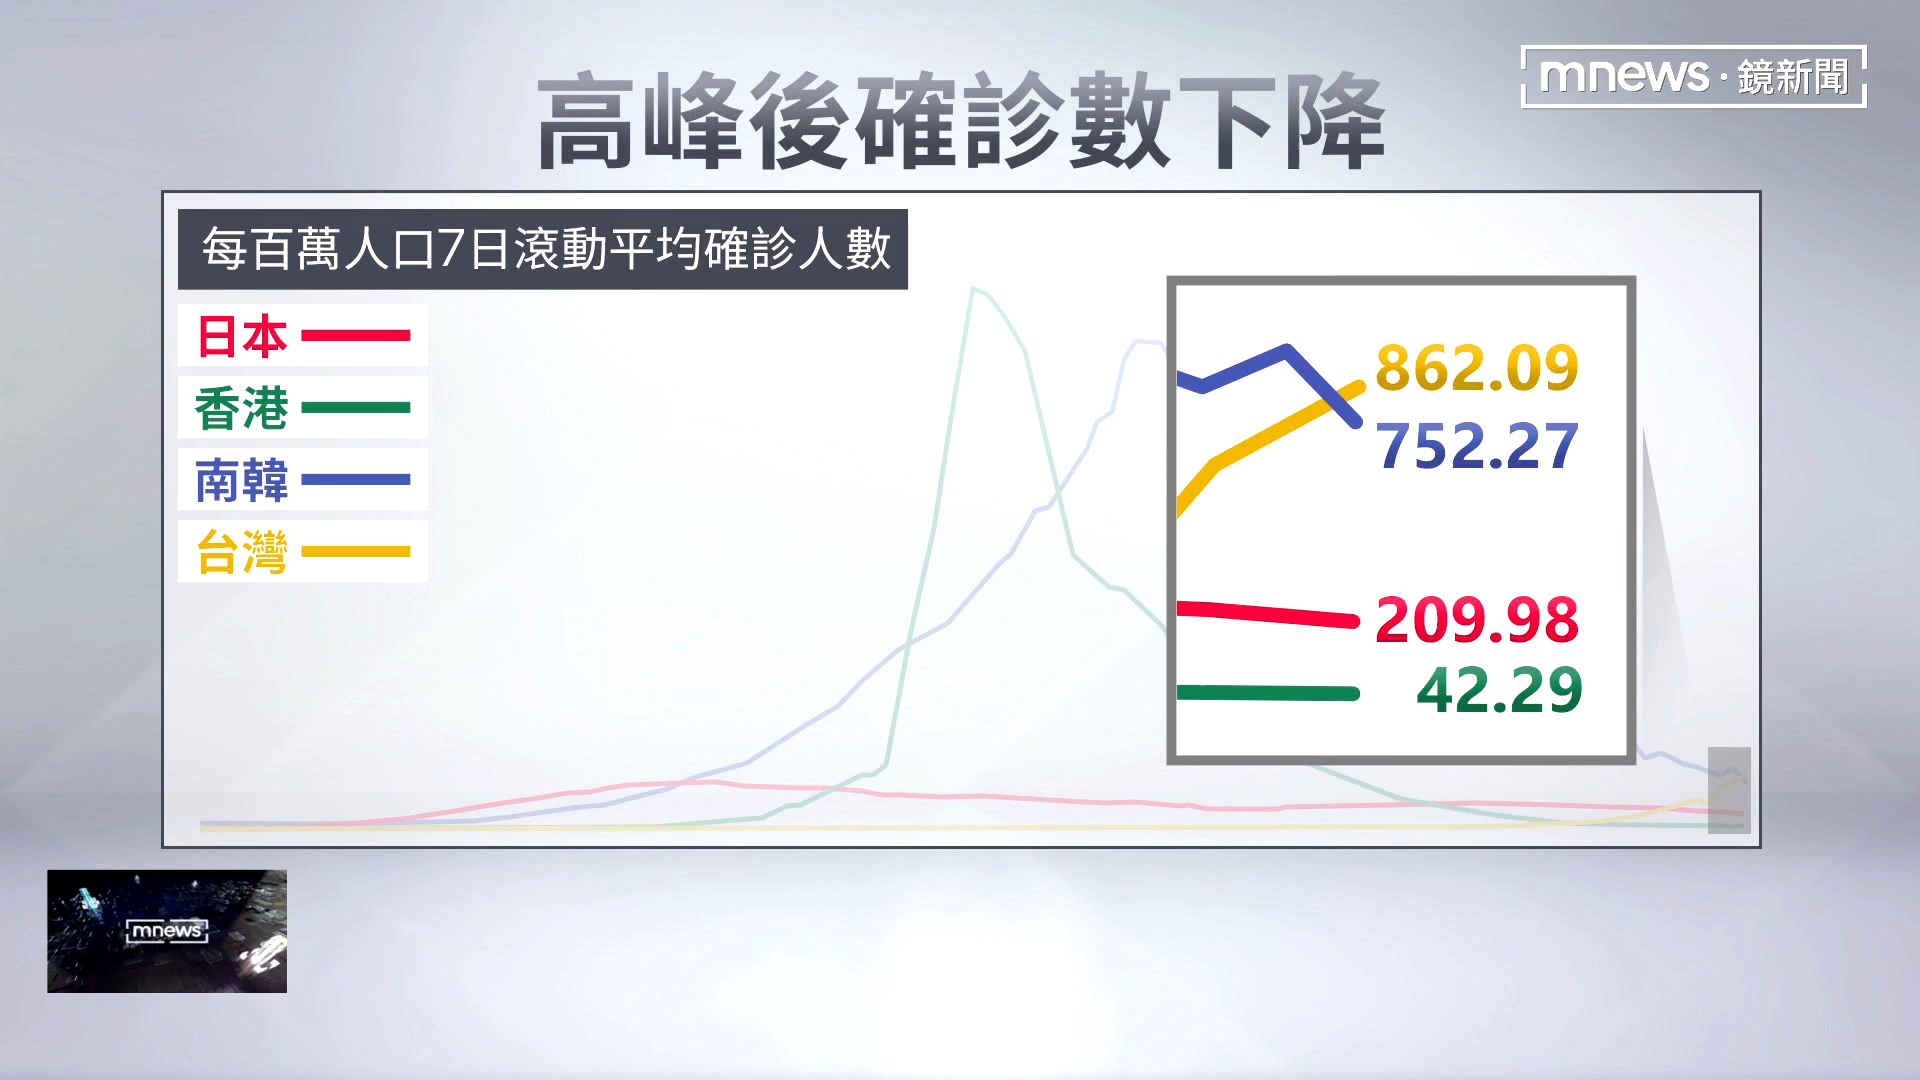 mnews·鏡新聞
高峰後確診數下降
每百萬人口7日滾動平均確診人數
日本
香港
南韓
台灣
862.09
752.27
209.98
42.29
mnews